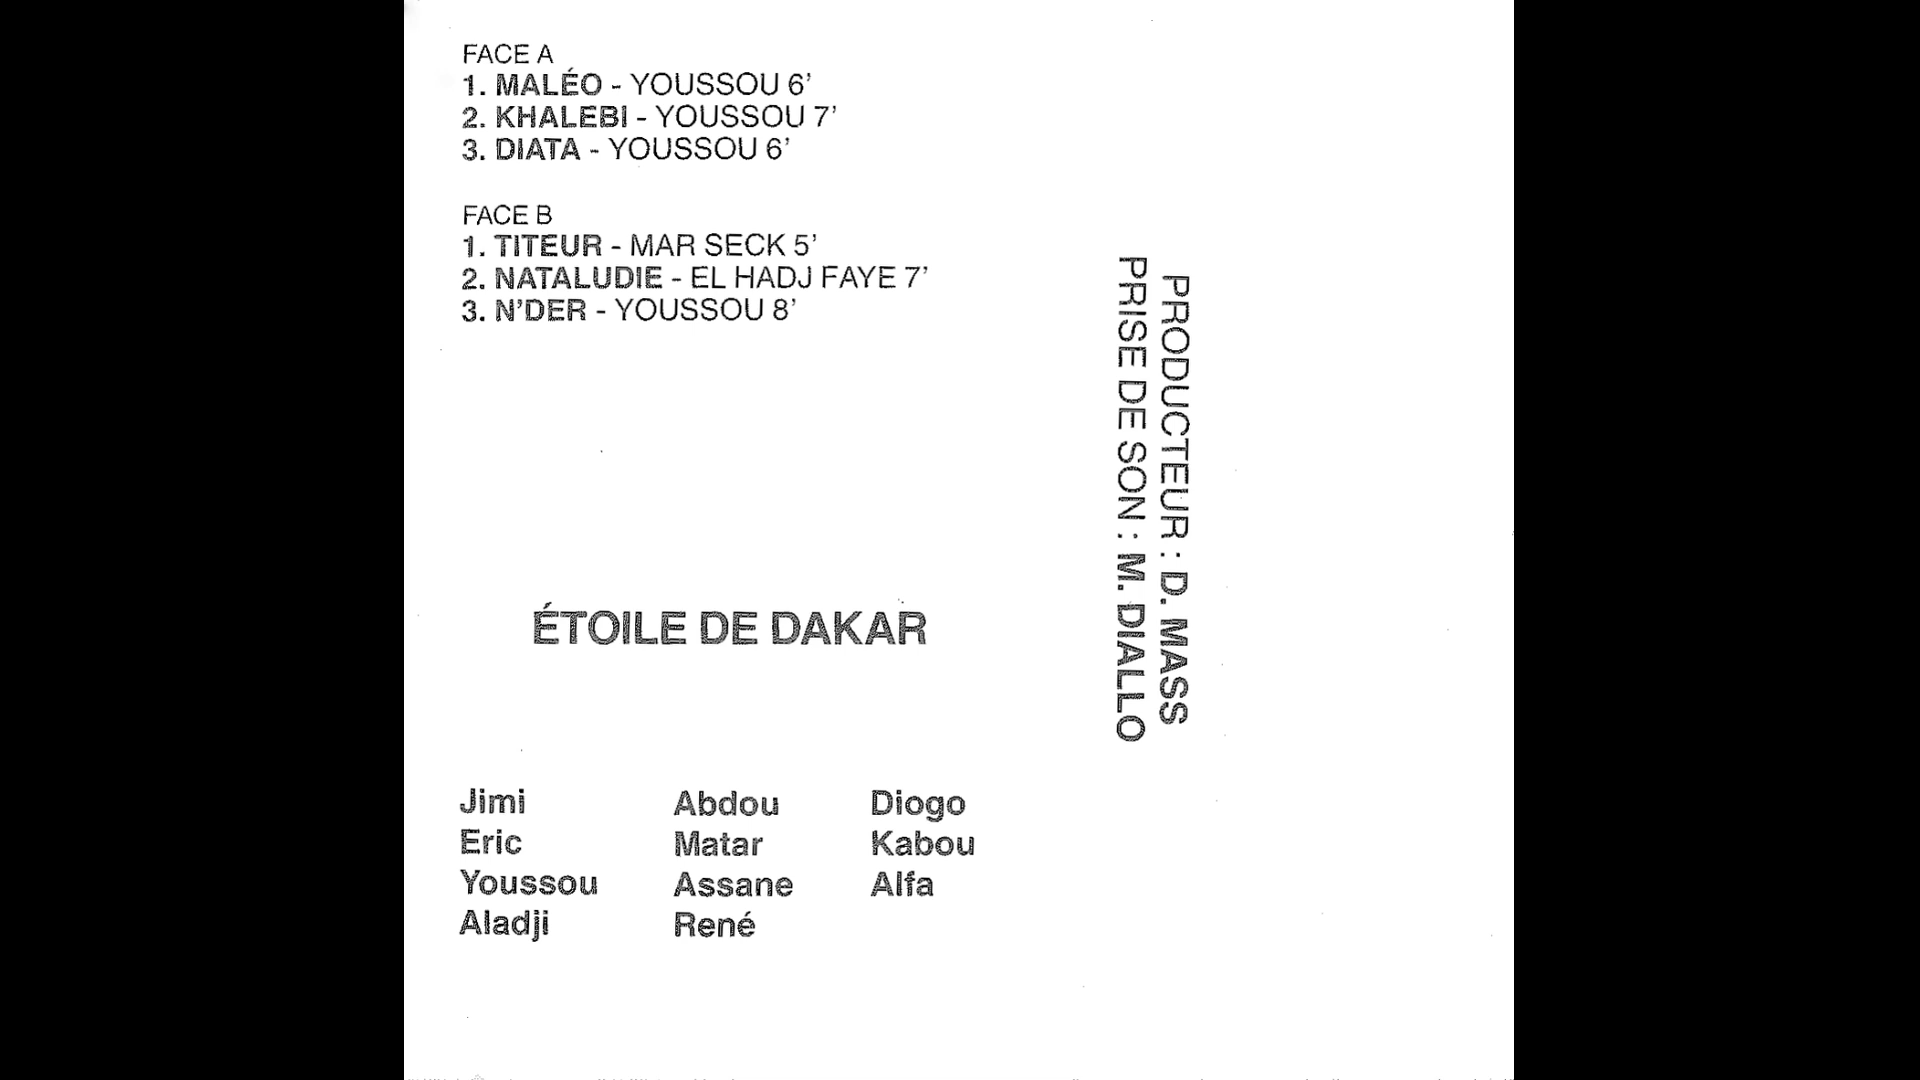 FACE A
1. MALÉO - YOUSSOU 6’
2. KHALEBI - YOUSSOU 7’
3. DIATA - YOUSSOU 6’
FACE B
1. TITEUR - MAR SECK 5’
2. NATALUDIE - EL HADJ FAYE 7’
3. N’DER - YOUSSOU 8’
PRODUCTEUR : D. MASS
PRISE DE SON : M. DIALLO
ÉTOILE DE DAKAR
Jimi
Eric
Youssou
Aladji
Abdou
Matar
Assane
René
Diogo
Kabou
Alfa